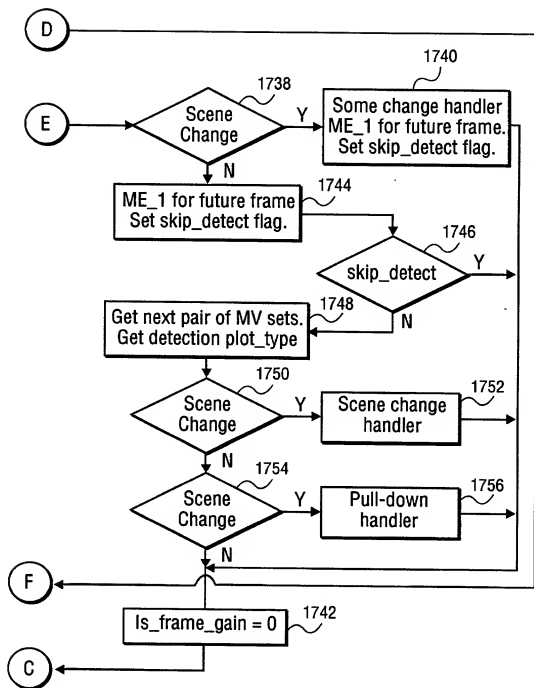 D
1740
1738
E
Scene
Change
Y
Some change handler
ME_1 for future frame.
Set skip_detect flag.
N
1744
ME_1 for future frame
Set skip_detect flag.
1746
skip_detect
Y
1748
N
Get next pair of MV sets.
Get detection plot_type
1750
1752
Scene
Change
Y
Scene change
handler
N
1754
1756
Scene
Change
Y
Pull-down
handler
N
F
1742
Is_frame_gain = 0
C